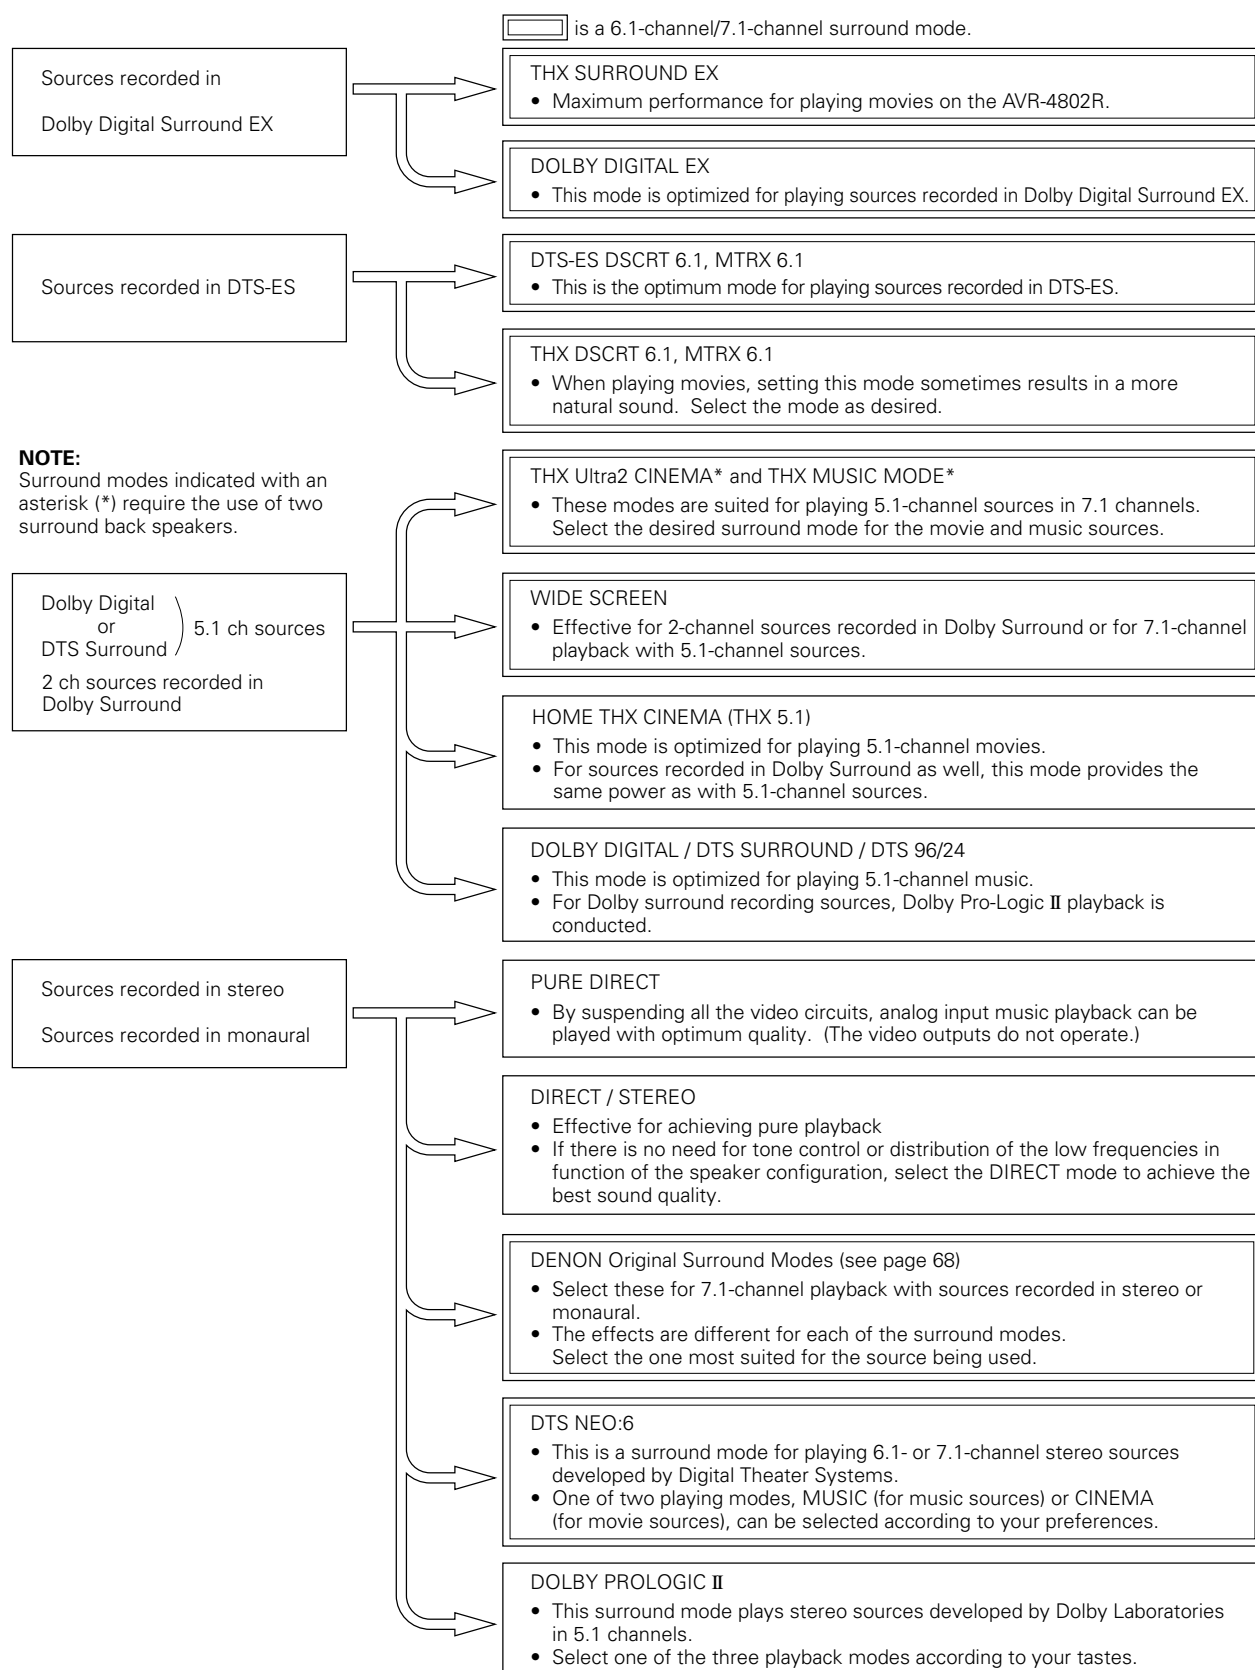 is a 6.1-channel/7.1-channel surround mode.
Sources recorded in
Dolby Digital Surround EX
THX SURROUND EX
• Maximum performance for playing movies on the AVR-4802R.
DOLBY DIGITAL EX
• This mode is optimized for playing sources recorded in Dolby Digital Surround EX.
Sources recorded in DTS-ES
DTS-ES DSCRT 6.1, MTRX 6.1
• This is the optimum mode for playing sources recorded in DTS-ES.
THX DSCRT 6.1, MTRX 6.1
• When playing movies, setting this mode sometimes results in a more
natural sound. Select the mode as desired.
NOTE:
Surround modes indicated with an
asterisk (*) require the use of two
surround back speakers.
Dolby Digital
or
DTS Surround
5.1 ch sources
2 ch sources recorded in
Dolby Surround
THX Ultra2 CINEMA* and THX MUSIC MODE*
• These modes are suited for playing 5.1-channel sources in 7.1 channels.
Select the desired surround mode for the movie and music sources.
WIDE SCREEN
• Effective for 2-channel sources recorded in Dolby Surround or for 7.1-channel
playback with 5.1-channel sources.
HOME THX CINEMA (THX 5.1)
• This mode is optimized for playing 5.1-channel movies.
• For sources recorded in Dolby Surround as well, this mode provides the
same power as with 5.1-channel sources.
DOLBY DIGITAL / DTS SURROUND / DTS 96/24
• This mode is optimized for playing 5.1-channel music.
• For Dolby surround recording sources, Dolby Pro-Logic II playback is
conducted.
Sources recorded in stereo
Sources recorded in monaural
PURE DIRECT
• By suspending all the video circuits, analog input music playback can be
played with optimum quality. (The video outputs do not operate.)
DIRECT / STEREO
• Effective for achieving pure playback
• If there is no need for tone control or distribution of the low frequencies in
function of the speaker configuration, select the DIRECT mode to achieve the
best sound quality.
DENON Original Surround Modes (see page 68)
• Select these for 7.1-channel playback with sources recorded in stereo or
monaural.
• The effects are different for each of the surround modes.
Select the one most suited for the source being used.
DTS NEO:6
• This is a surround mode for playing 6.1- or 7.1-channel stereo sources
developed by Digital Theater Systems.
• One of two playing modes, MUSIC (for music sources) or CINEMA
(for movie sources), can be selected according to your preferences.
DOLBY PROLOGIC II
• This surround mode plays stereo sources developed by Dolby Laboratories
in 5.1 channels.
• Select one of the three playback modes according to your tastes.